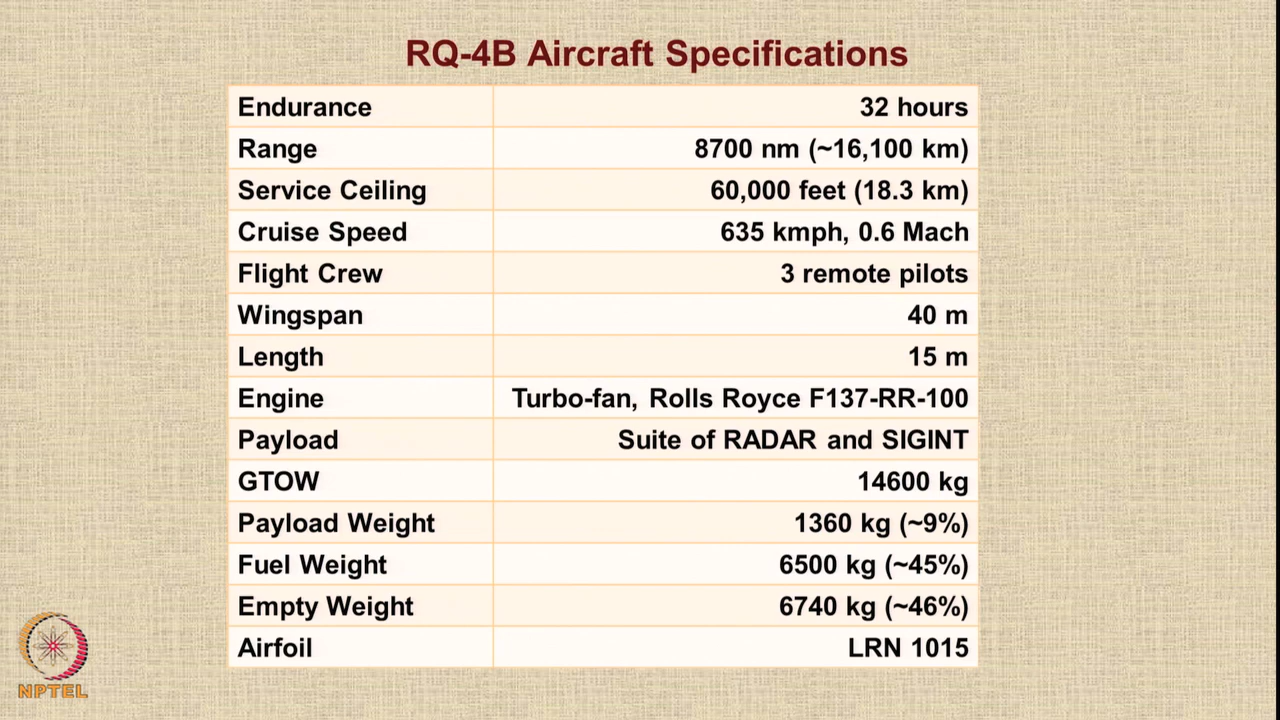 RQ-4B Aircraft Specifications
Endurance 32 hours
Range 8700 nm (~16,100 km)
Service Ceiling 60,000 feet (18.3 km)
Cruise Speed 635 kmph, 0.6 Mach
Flight Crew 3 remote pilots
Wingspan 40 m
Length 15 m
Engine Turbo-fan, Rolls Royce F137-RR-100
Payload Suite of RADAR and SIGINT
GTOW 14600 kg
Payload Weight 1360 kg (~9%)
Fuel Weight 6500 kg (~45%)
Empty Weight 6740 kg (~46%)
Airfoil LRN 1015
NPTEL